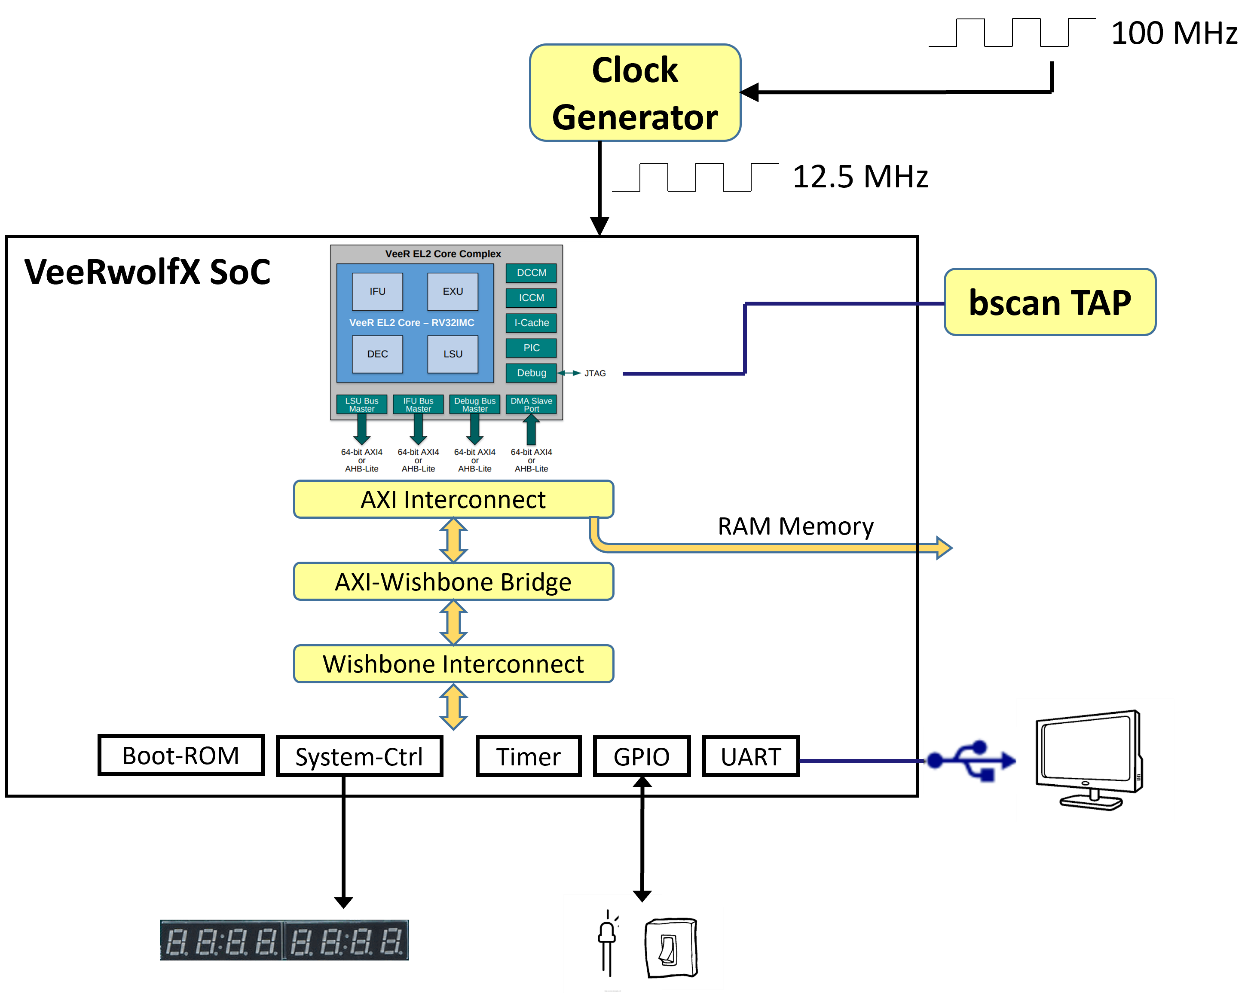 100 MHz
Clock
Generator
12.5 MHz
VeeRwolfX SoC
VeeR EL2 Core Complex
IFU
EXU
VeeR EL2 Core – RV32IMC
DEC
LSU
DCCM
ICCM
I-Cache
PIC
Debug
JTAG
bscan TAP
LSU Bus
Master
IFU Bus
Master
Debug Bus
Master
DMA Slave
Port
64-bit AXI4
or
AHB-Lite
64-bit AXI4
or
AHB-Lite
64-bit AXI4
or
AHB-Lite
64-bit AXI4
or
AHB-Lite
AXI Interconnect
RAM Memory
AXI-Wishbone Bridge
Wishbone Interconnect
Boot-ROM
System-Ctrl
Timer
GPIO
UART
88:88 88:88